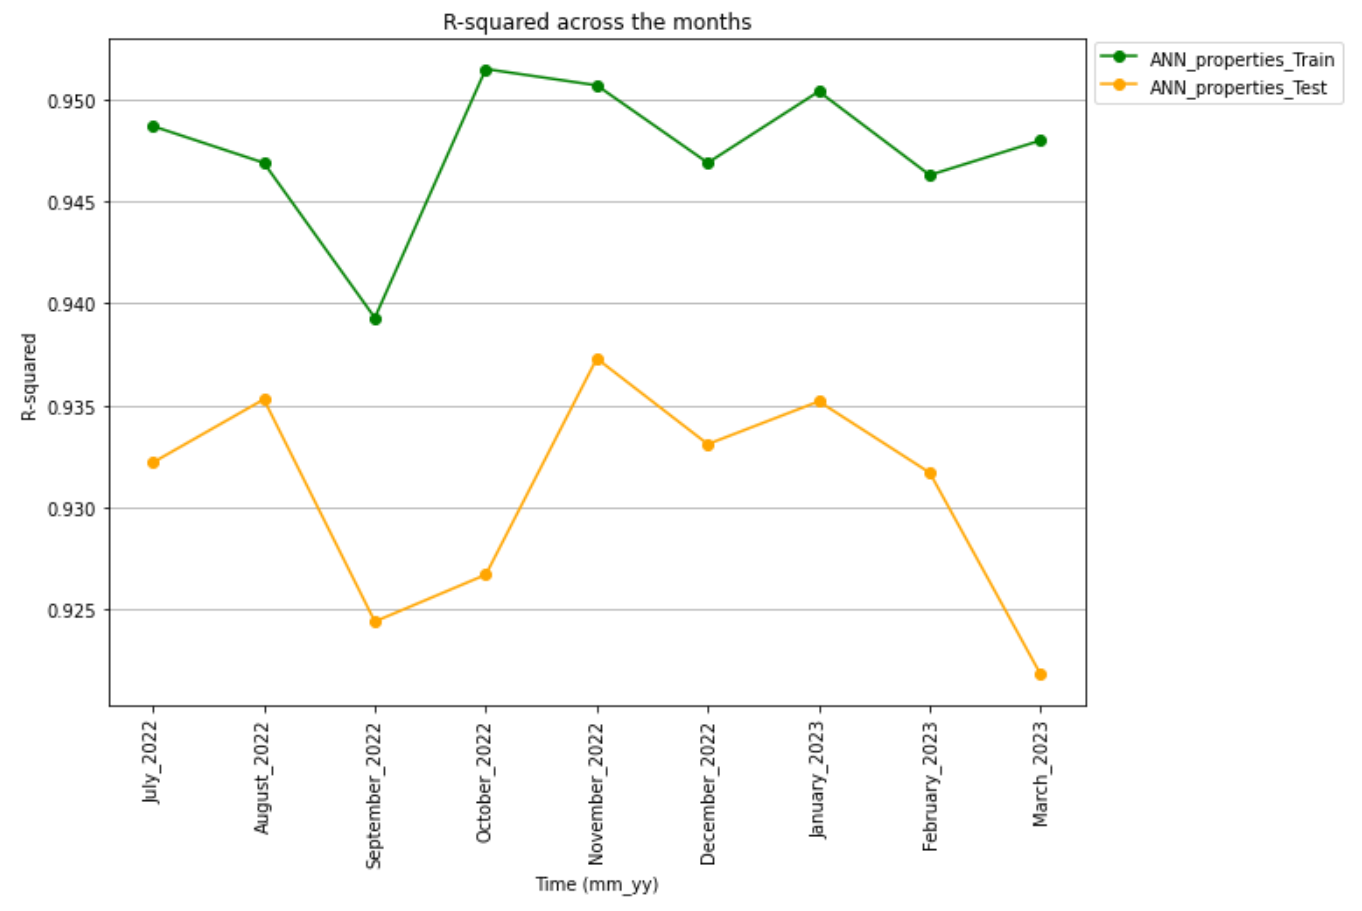 R-squared across the months
ANN_properties_Train
ANN_properties_Test
0.950
0.945
0.940
0.935
0.930
0.925
R-squared
July_2022
August_2022
September_2022
October_2022
November_2022
December_2022
January_2023
February_2023
March_2023
Time (mm_yy)